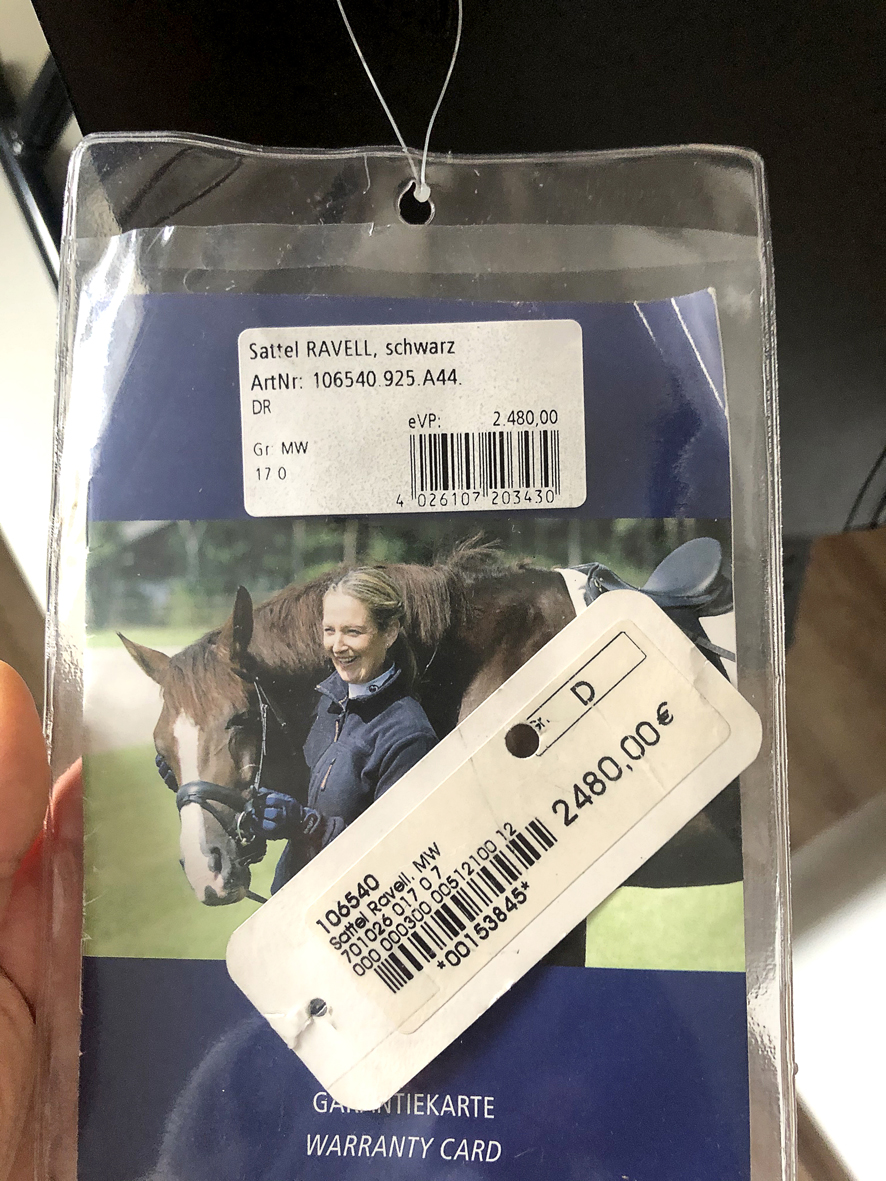 Sattel RAVELL, schwarz
ArtNr: 106540.925.A44.
DR
eVP: 2.480,00
Gr: MW
17 0
4 026107 203430
Gr. D
2480,00€
106540
Sattel Ravell, MW
701026 017 0 7
000 000300 00512100 12
*00153845*
GARANTIEKARTE
WARRANTY CARD